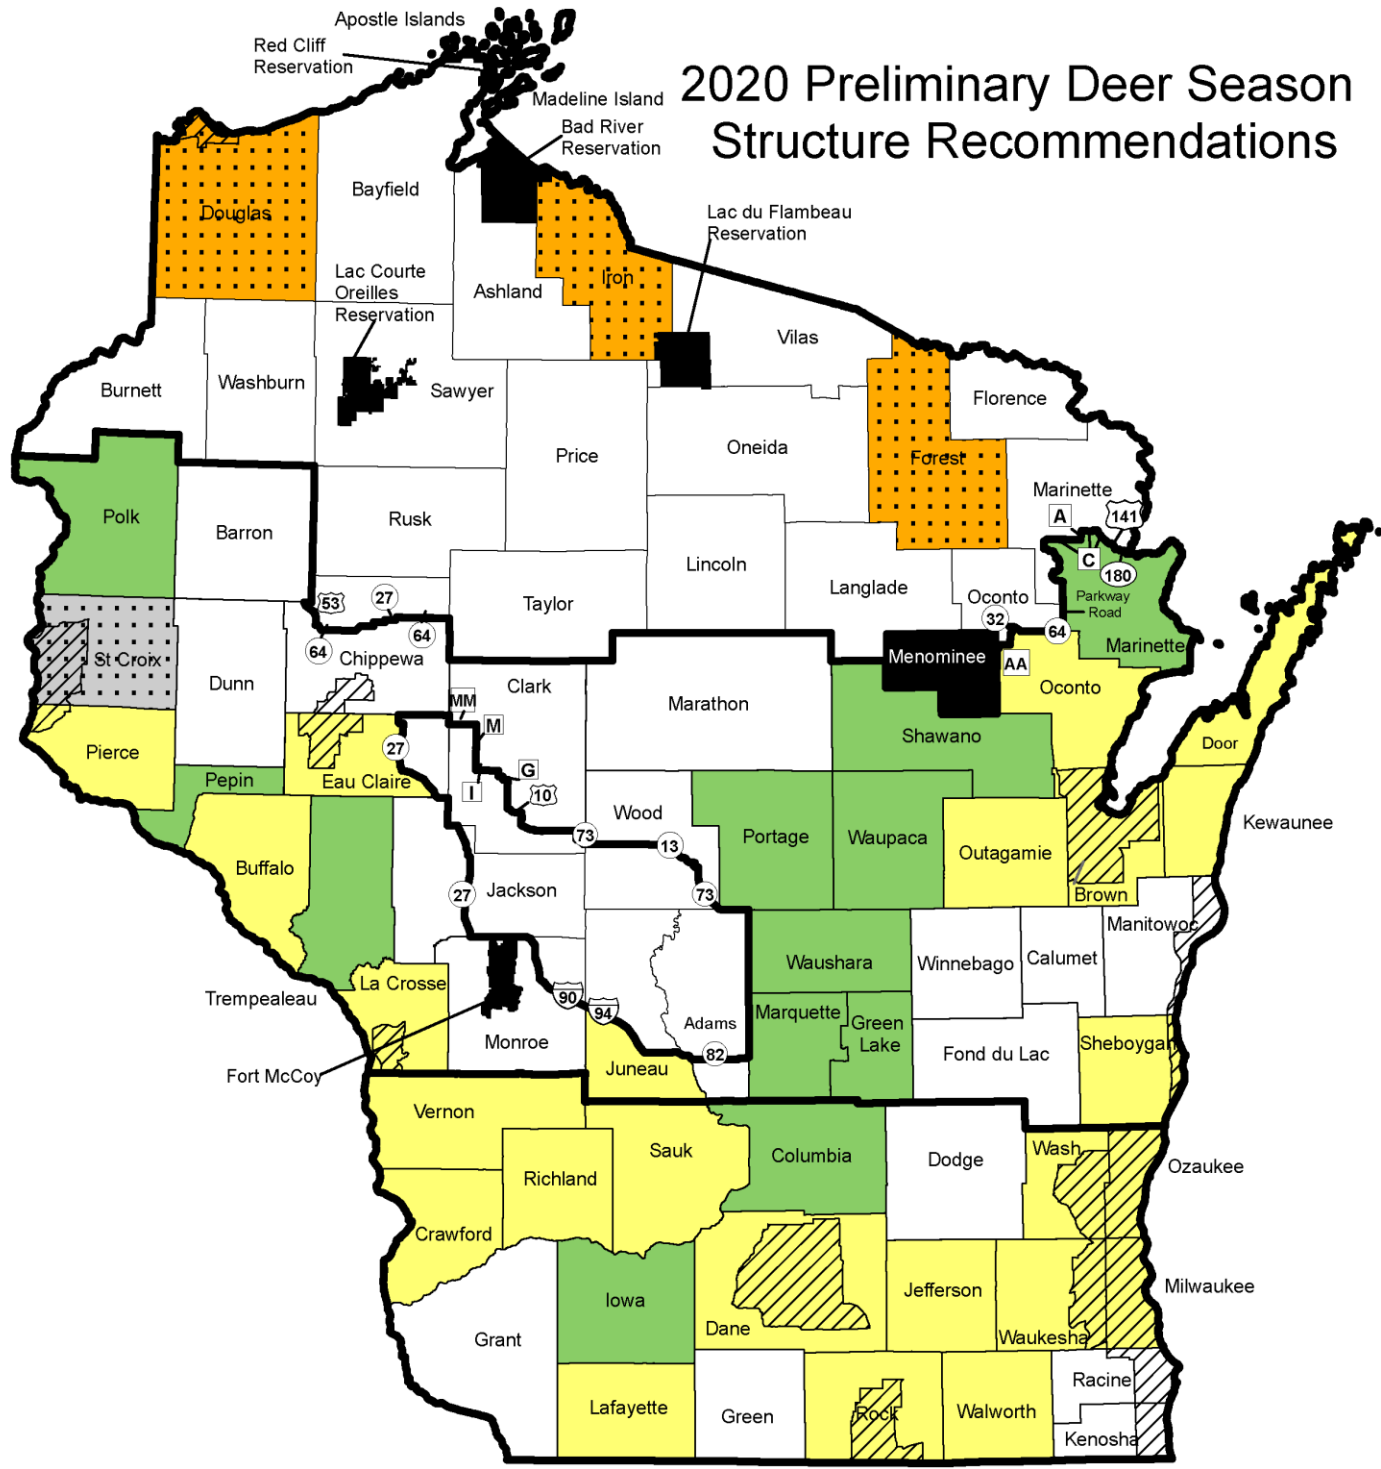 2020 Preliminary Deer Season
Structure Recommendations
Apostle Islands
Red Cliff
Reservation
Madeline Island
Bad River
Reservation
Bayfield
Douglas
Lac du Flambeau
Reservation
Lac Courte
Oreilles
Reservation
Ashland
Iron
Vilas
Burnett
Washburn
Sawyer
Florence
Price
Oneida
Forest
Marinette
Polk
Barron
Rusk
A
141
C
180
Lincoln
Langlade
Taylor
Oconto
Parkway
Road
53
27
64
64
32
64
Marinette
St Croix
Chippewa
Menominee
AA
Dunn
Clark
Oconto
MM
Marathon
M
Shawano
Door
Pierce
27
Pepin
Eau Claire
G
I
10
Wood
Kewaunee
73
13
Portage
Waupaca
Outagamie
Buffalo
Jackson
27
73
Brown
Manitowoc
Waushara
Winnebago
Calumet
La Crosse
Trempealeau
90
94
Marquette
Adams
Green
Lake
Monroe
82
Fond du Lac
Sheboygan
Fort McCoy
Juneau
Vernon
Sauk
Columbia
Dodge
Wash
Ozaukee
Richland
Crawford
Iowa
Jefferson
Milwaukee
Grant
Dane
Waukesha
Racine
Lafayette
Green
Rock
Walworth
Kenosha